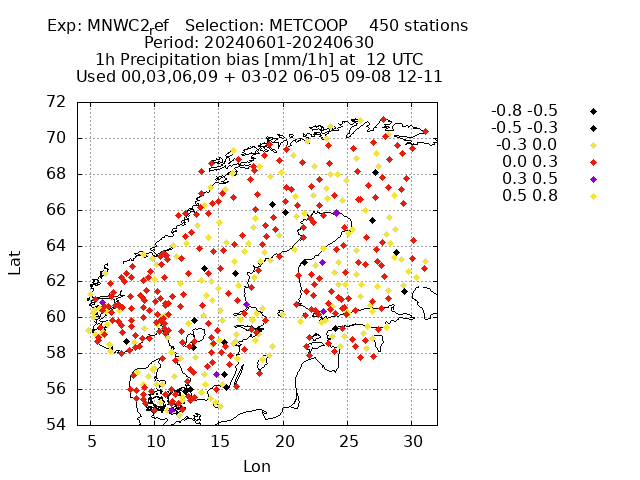 Exp: MNWC2ref   Selection: METCOOP    450 stations
Period: 20240601-20240630
1h Precipitation bias [mm/1h] at  12 UTC
Used 00,03,06,09 + 03-02 06-05 09-08 12-11
72
70
68
66
64
62
60
58
56
54
5 10 15 20 25 30
Lat
Lon
-0.8 -0.5
-0.5 -0.3
-0.3 0.0
0.0 0.3
0.3 0.5
0.5 0.8